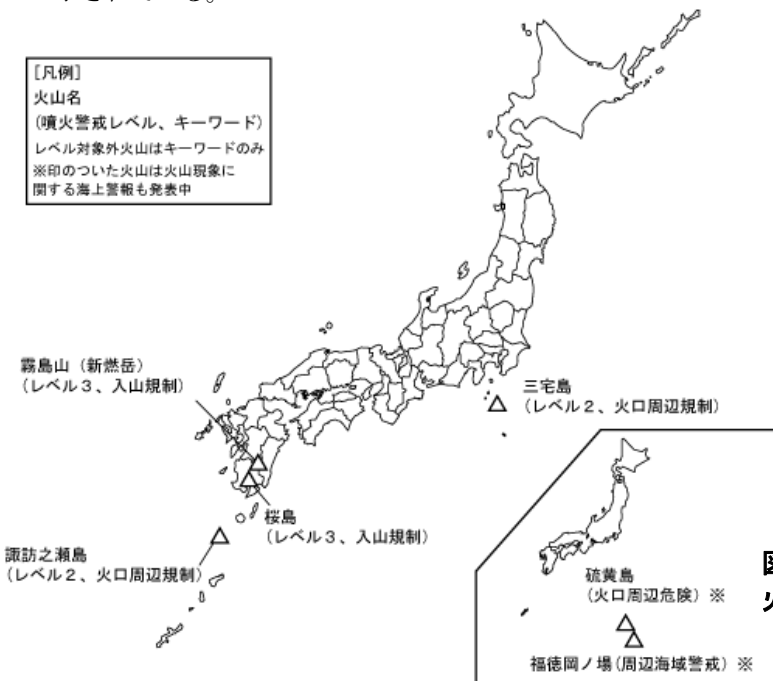 ［凡例］
火山名
（噴火警戒レベル、キーワード）
レベル対象外火山はキーワードのみ
※印のついた火山は火山現象に
関する海上警報も発表中
霧島山（新燃岳）
（レベル３、入山規制）
三宅島
（レベル２、火口周辺規制）
桜島
（レベル３、入山規制）
諏訪之瀬島
（レベル２、火口周辺規制）
硫黄島
（火口周辺危険）※
福徳岡ノ場（周辺海域警戒）※